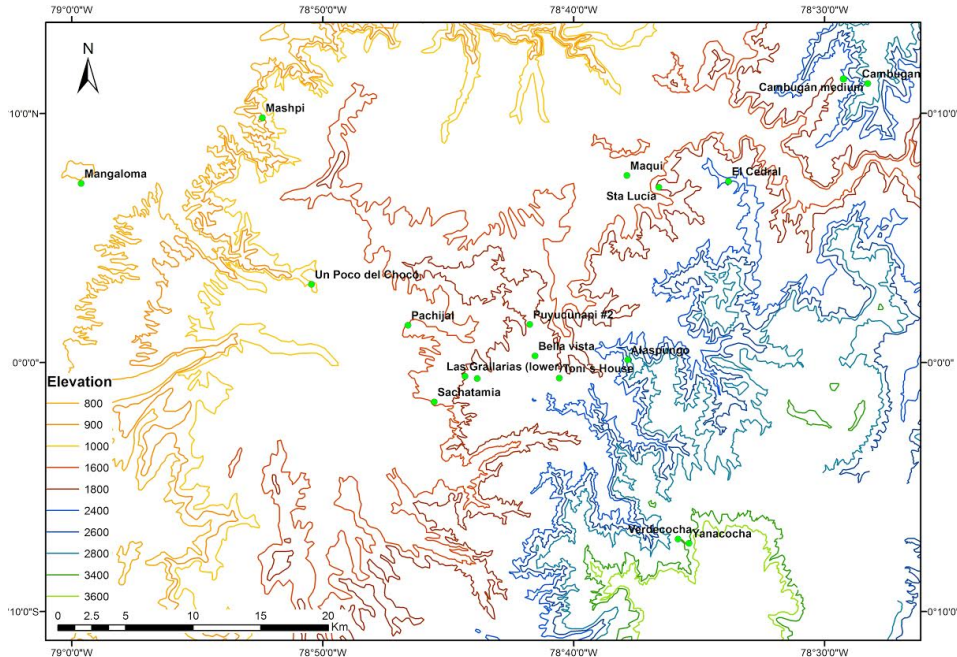 79°0'0"
78°50'0"
78°40'0"
78°30'0"
N
Cambugan
Cambugan medium
0°10'0"N
0°10'0"
Mashpi
Maqui
El Cedral
Mangaloma
Sta Lucia
Un Poco del Chocó
Pachijal
Puyucunapi #2
Bella vista
Alaspungo
0°0'0"
0°0'0"
Las Grallarias (lower)
Toni´s House
Elevation
Sachatamia
800
900
1000
1600
1800
2400
2600
2800
3400
3600
Verdecocha
Yanacocha
0°10'0"S
0°10'0"
0 2.5 5 10 15 20
Km
79°0'0"
78°50'0"
78°40'0"
78°30'0"